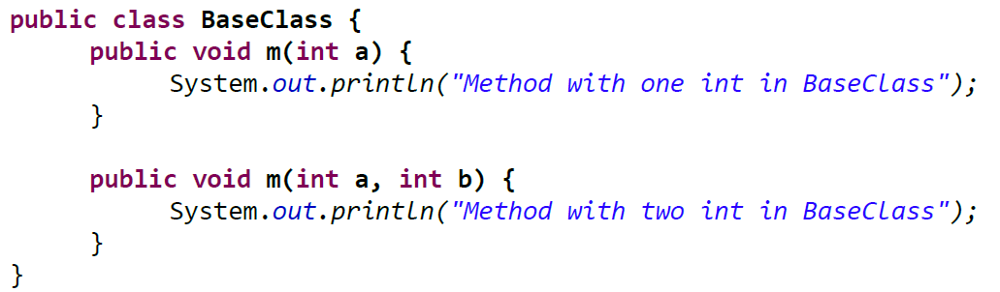 public class BaseClass {
public void m(int a) {
System.out.println("Method with one int in BaseClass");
}
public void m(int a, int b) {
System.out.println("Method with two int in BaseClass");
}
}